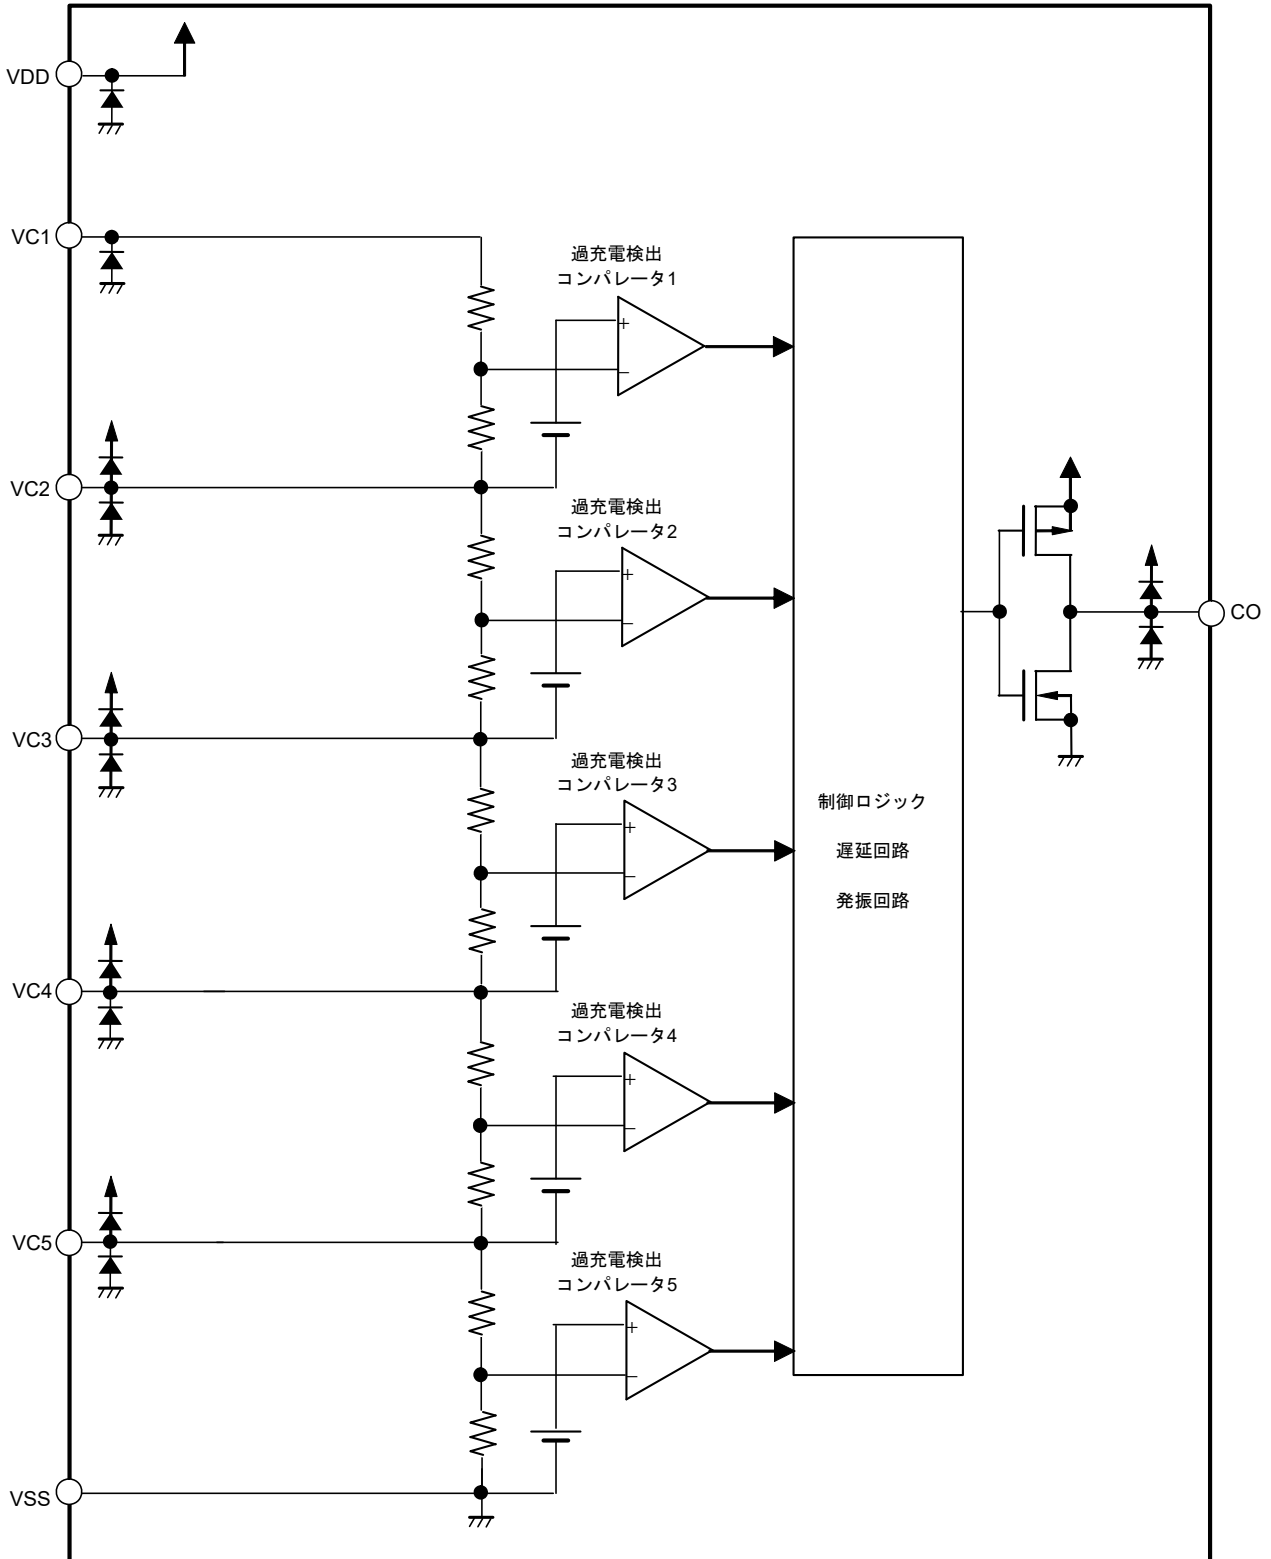 VDD
VC1
過充電検出
コンパレータ1
+
−
VC2
過充電検出
コンパレータ2
+
−
CO
VC3
過充電検出
コンパレータ3
+
−
制御ロジック
遅延回路
発振回路
VC4
過充電検出
コンパレータ4
+
−
VC5
過充電検出
コンパレータ5
+
−
VSS